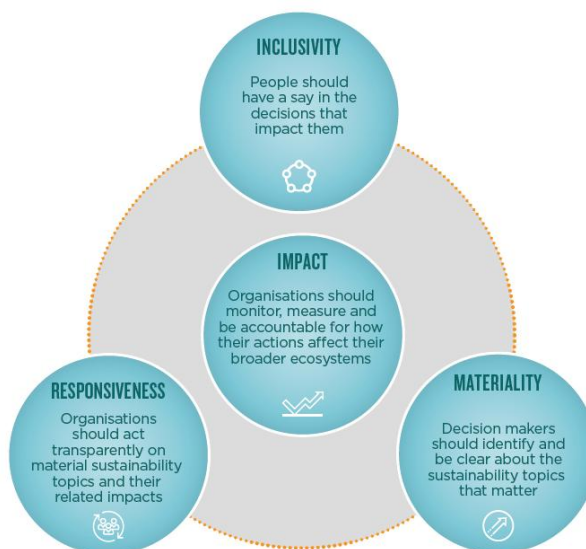 INCLUSIVITY
People should
have a say in the
decisions that
impact them
IMPACT
Organisations should
monitor, measure and
be accountable for how
their actions affect their
broader ecosystems
RESPONSIVENESS
Organisations
should act
transparently on
material sustainability
topics and their
related impacts
MATERIALITY
Decision makers
should identify and
be clear about the
sustainability topics
that matter